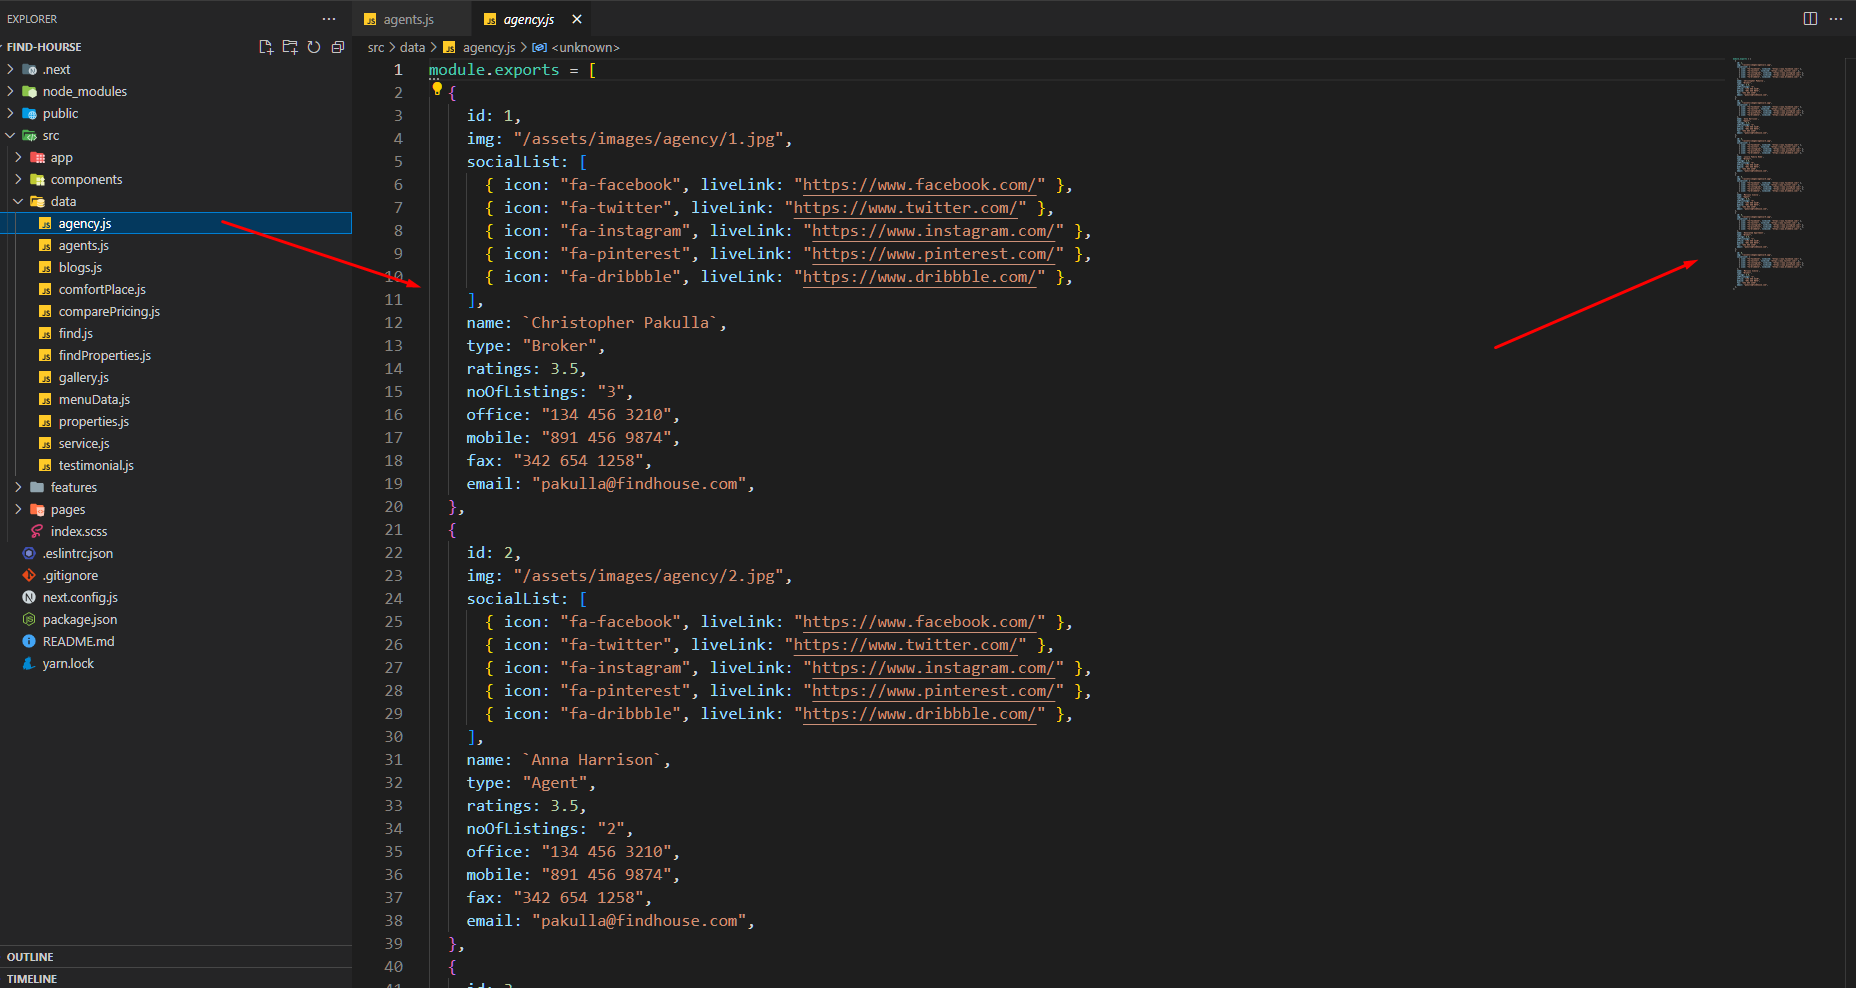 EXPLORER
FIND-HOURSE
.next
node_modules
public
src
app
components
data
agency.js
agents.js
blogs.js
comfortPlace.js
comparePricing.js
find.js
findProperties.js
gallery.js
menuData.js
properties.js
service.js
testimonial.js
features
pages
index.scss
.eslintrc.json
.gitignore
next.config.js
package.json
README.md
yarn.lock
OUTLINE
TIMELINE
JS agents.js
JS agency.js
src > data > JS agency.js > <unknown>
1 module.exports = [
2 {
3 id: 1,
4 img: "/assets/images/agency/1.jpg",
5 socialList: [
6 { icon: "fa-facebook", liveLink: "https://www.facebook.com/" },
7 { icon: "fa-twitter", liveLink: "https://www.twitter.com/" },
8 { icon: "fa-instagram", liveLink: "https://www.instagram.com/" },
9 { icon: "fa-pinterest", liveLink: "https://www.pinterest.com/" },
10 { icon: "fa-dribbble", liveLink: "https://www.dribbble.com/" },
11 ],
12 name: `Christopher Pakulla`,
13 type: "Broker",
14 ratings: 3.5,
15 noOfListings: "3",
16 office: "134 456 3210",
17 mobile: "891 456 9874",
18 fax: "342 654 1258",
19 email: "pakulla@findhouse.com",
20 },
21 {
22 id: 2,
23 img: "/assets/images/agency/2.jpg",
24 socialList: [
25 { icon: "fa-facebook", liveLink: "https://www.facebook.com/" },
26 { icon: "fa-twitter", liveLink: "https://www.twitter.com/" },
27 { icon: "fa-instagram", liveLink: "https://www.instagram.com/" },
28 { icon: "fa-pinterest", liveLink: "https://www.pinterest.com/" },
29 { icon: "fa-dribbble", liveLink: "https://www.dribbble.com/" },
30 ],
31 name: `Anna Harrison`,
32 type: "Agent",
33 ratings: 3.5,
34 noOfListings: "2",
35 office: "134 456 3210",
36 mobile: "891 456 9874",
37 fax: "342 654 1258",
38 email: "pakulla@findhouse.com",
39 },
40 {